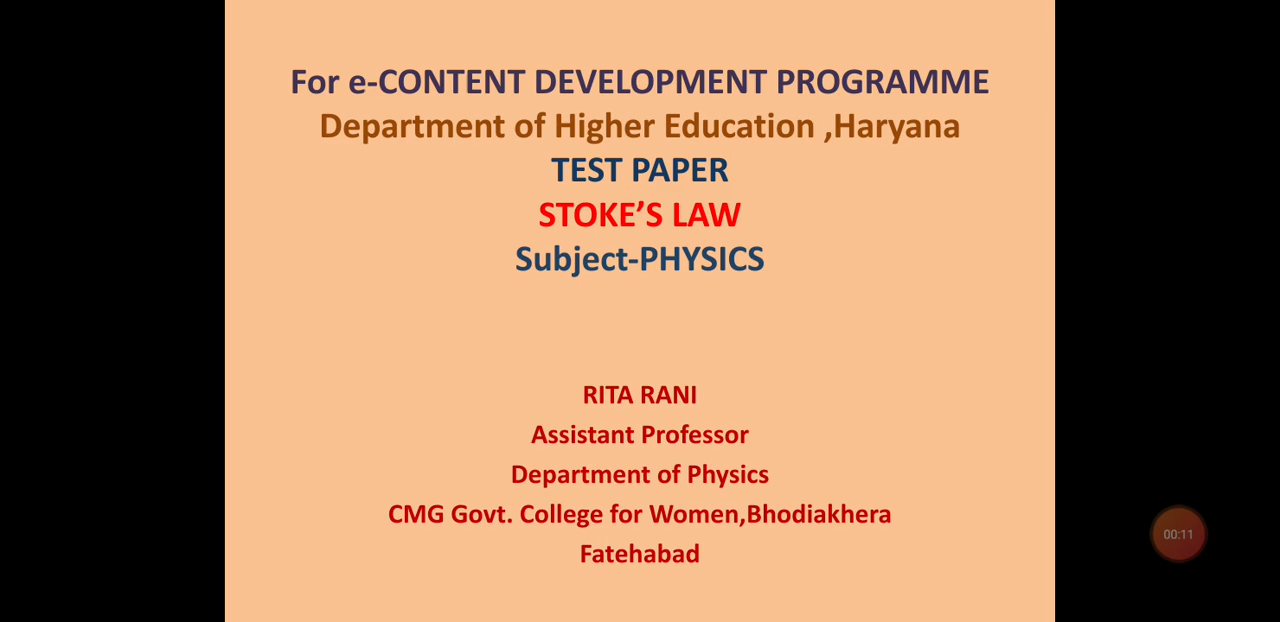 For e-CONTENT DEVELOPMENT PROGRAMME
Department of Higher Education ,Haryana
TEST PAPER
STOKE’S LAW
Subject-PHYSICS
RITA RANI
Assistant Professor
Department of Physics
CMG Govt. College for Women,Bhodiakhera
Fatehabad
00:11